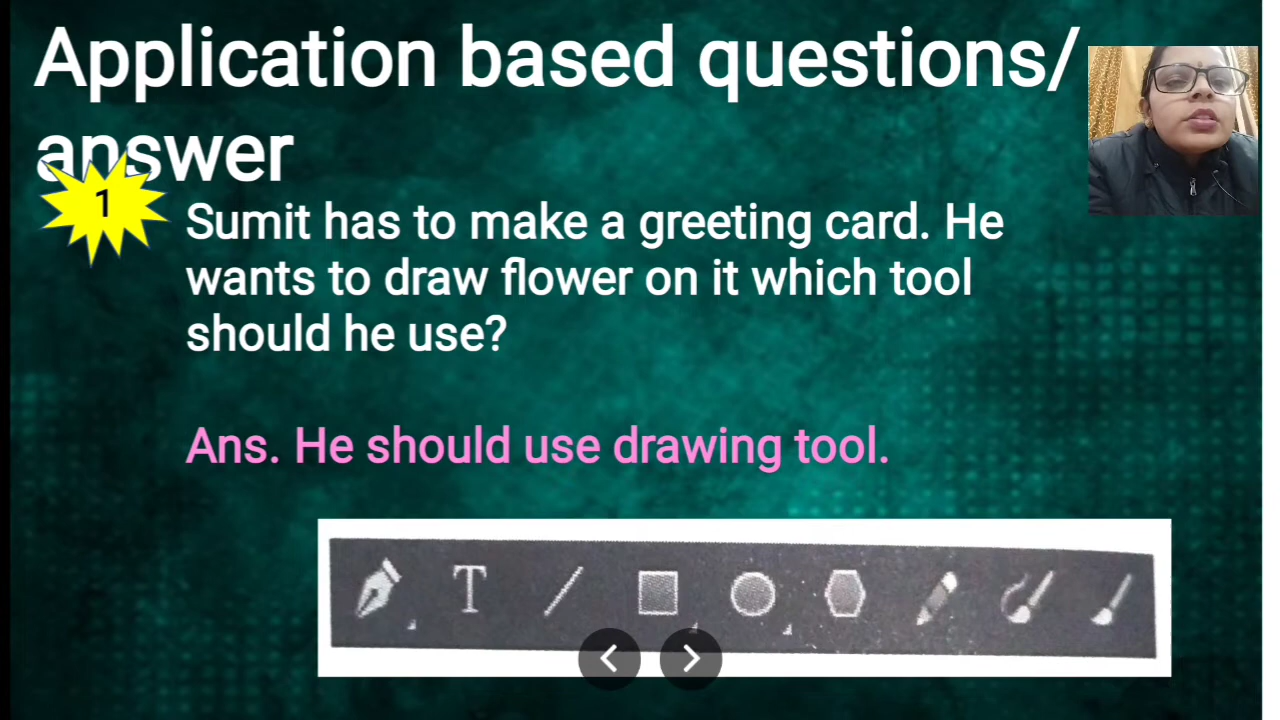 Application based questions/
answer
1
Sumit has to make a greeting card. He
wants to draw flower on it which tool
should he use?
Ans. He should use drawing tool.
T